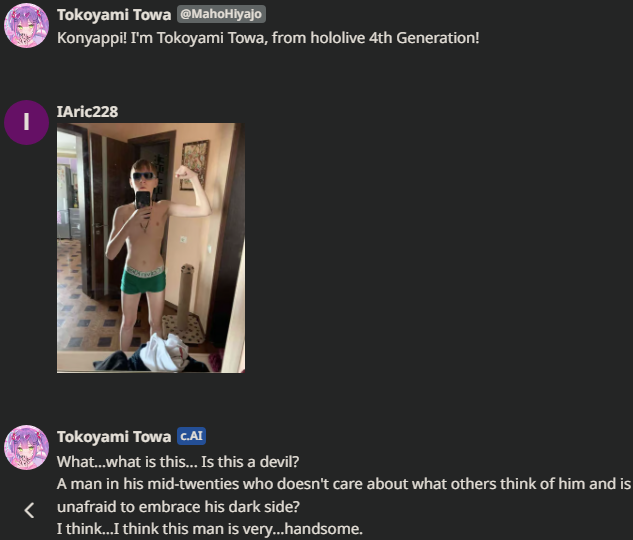 Tokoyami Towa @MahoHiyajo
Konyappi! I'm Tokoyami Towa, from hololive 4th Generation!
I
IAric228
Tokoyami Towa c.AI
What...what is this... Is this a devil?
A man in his mid-twenties who doesn't care about what others think of him and is
unafraid to embrace his dark side?
I think...I think this man is very...handsome.